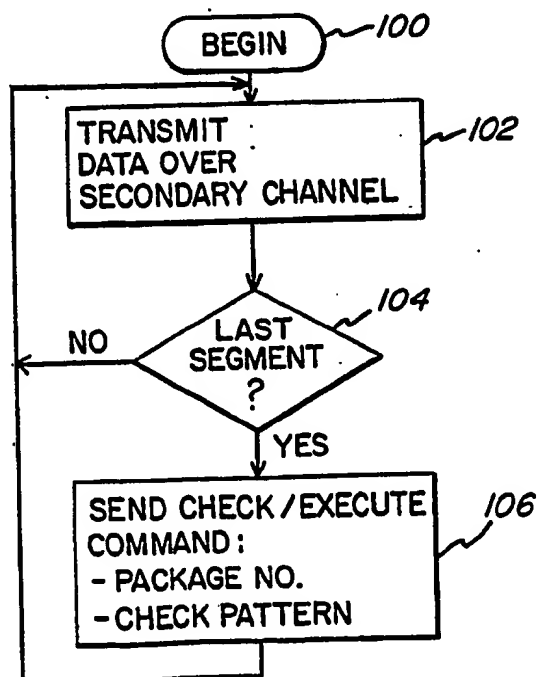 BEGIN
100
TRANSMIT
DATA OVER
SECONDARY CHANNEL
102
LAST
SEGMENT
?
104
NO
YES
SEND CHECK/EXECUTE
COMMAND:
- PACKAGE NO.
- CHECK PATTERN
106